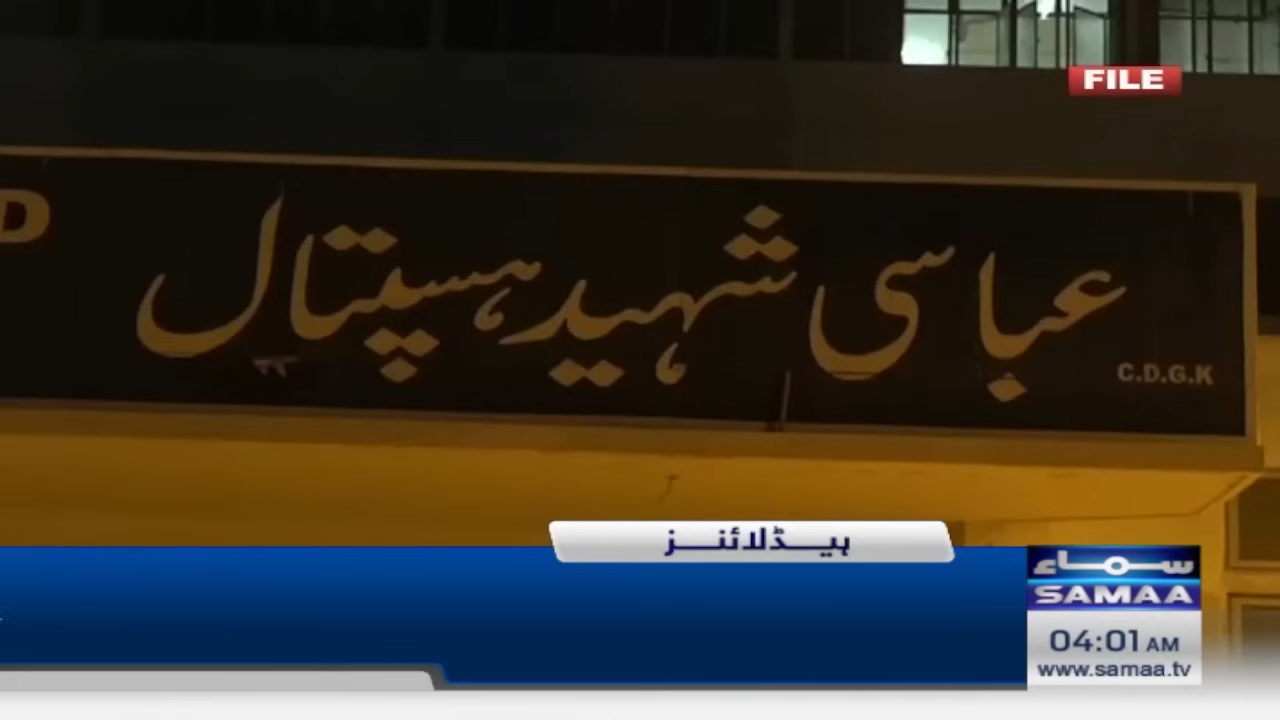 FILE
D
عباسی شہید ہسپتال
C.D.G.K
ہیڈلائنز
سماء
SAMAA
04:01 AM
www.samaa.tv